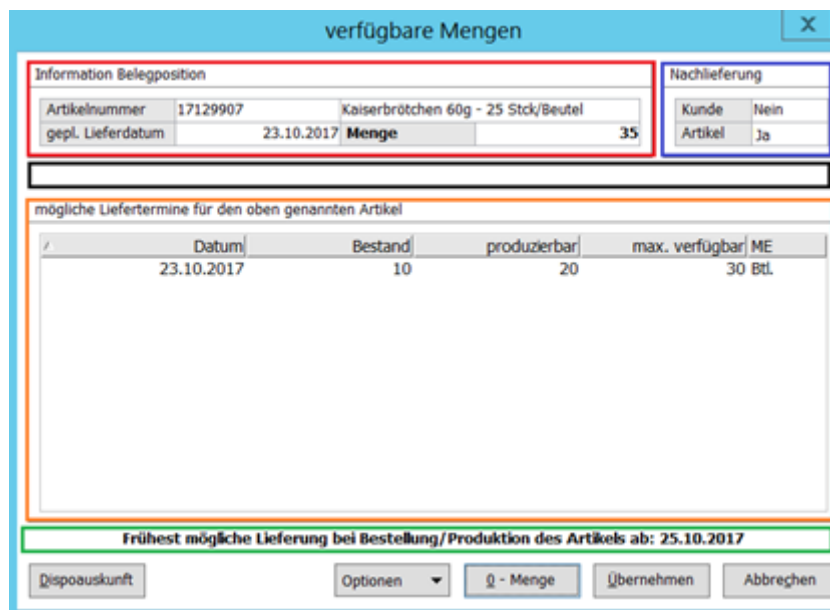 verfügbare Mengen
X
Information Belegposition
Nachlieferung
Artikelnummer 17129907 Kaiserbrötchen 60g - 25 Stck/Beutel
Kunde Nein
gepl. Lieferdatum 23.10.2017 Menge 35
Artikel Ja
mögliche Liefertermine für den oben genannten Artikel
Datum Bestand produzierbar max. verfügbar ME
23.10.2017 10 20 30 Btl.
Frühest mögliche Lieferung bei Bestellung/Produktion des Artikels ab: 25.10.2017
Dispoauskunft Optionen 0 - Menge Übernehmen Abbrechen